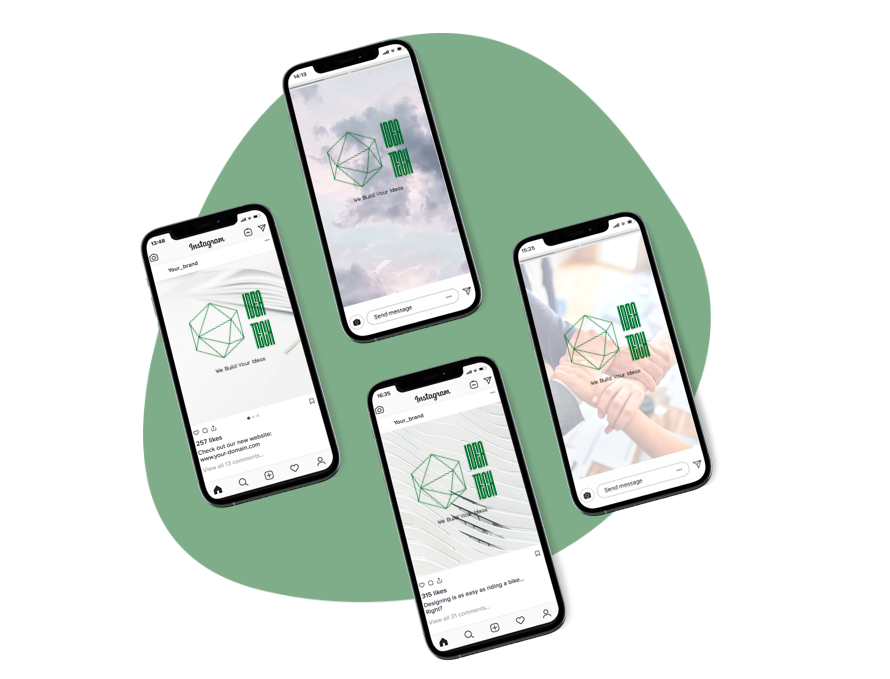 14:13
IDEA
TECH
We Build Your Ideas
Send message
13:48
Instagram
Your_brand
IDEA
TECH
We Build Your Ideas
257 likes
Check out our new website:
www.your-domain.com
View all 13 comments...
15:25
IDEA
TECH
We Build Your Ideas
Send message
16:35
Instagram
Your_brand
IDEA
TECH
We Build Your Ideas
315 likes
Designing is as easy as riding a bike...
Right?
View all 21 comments...